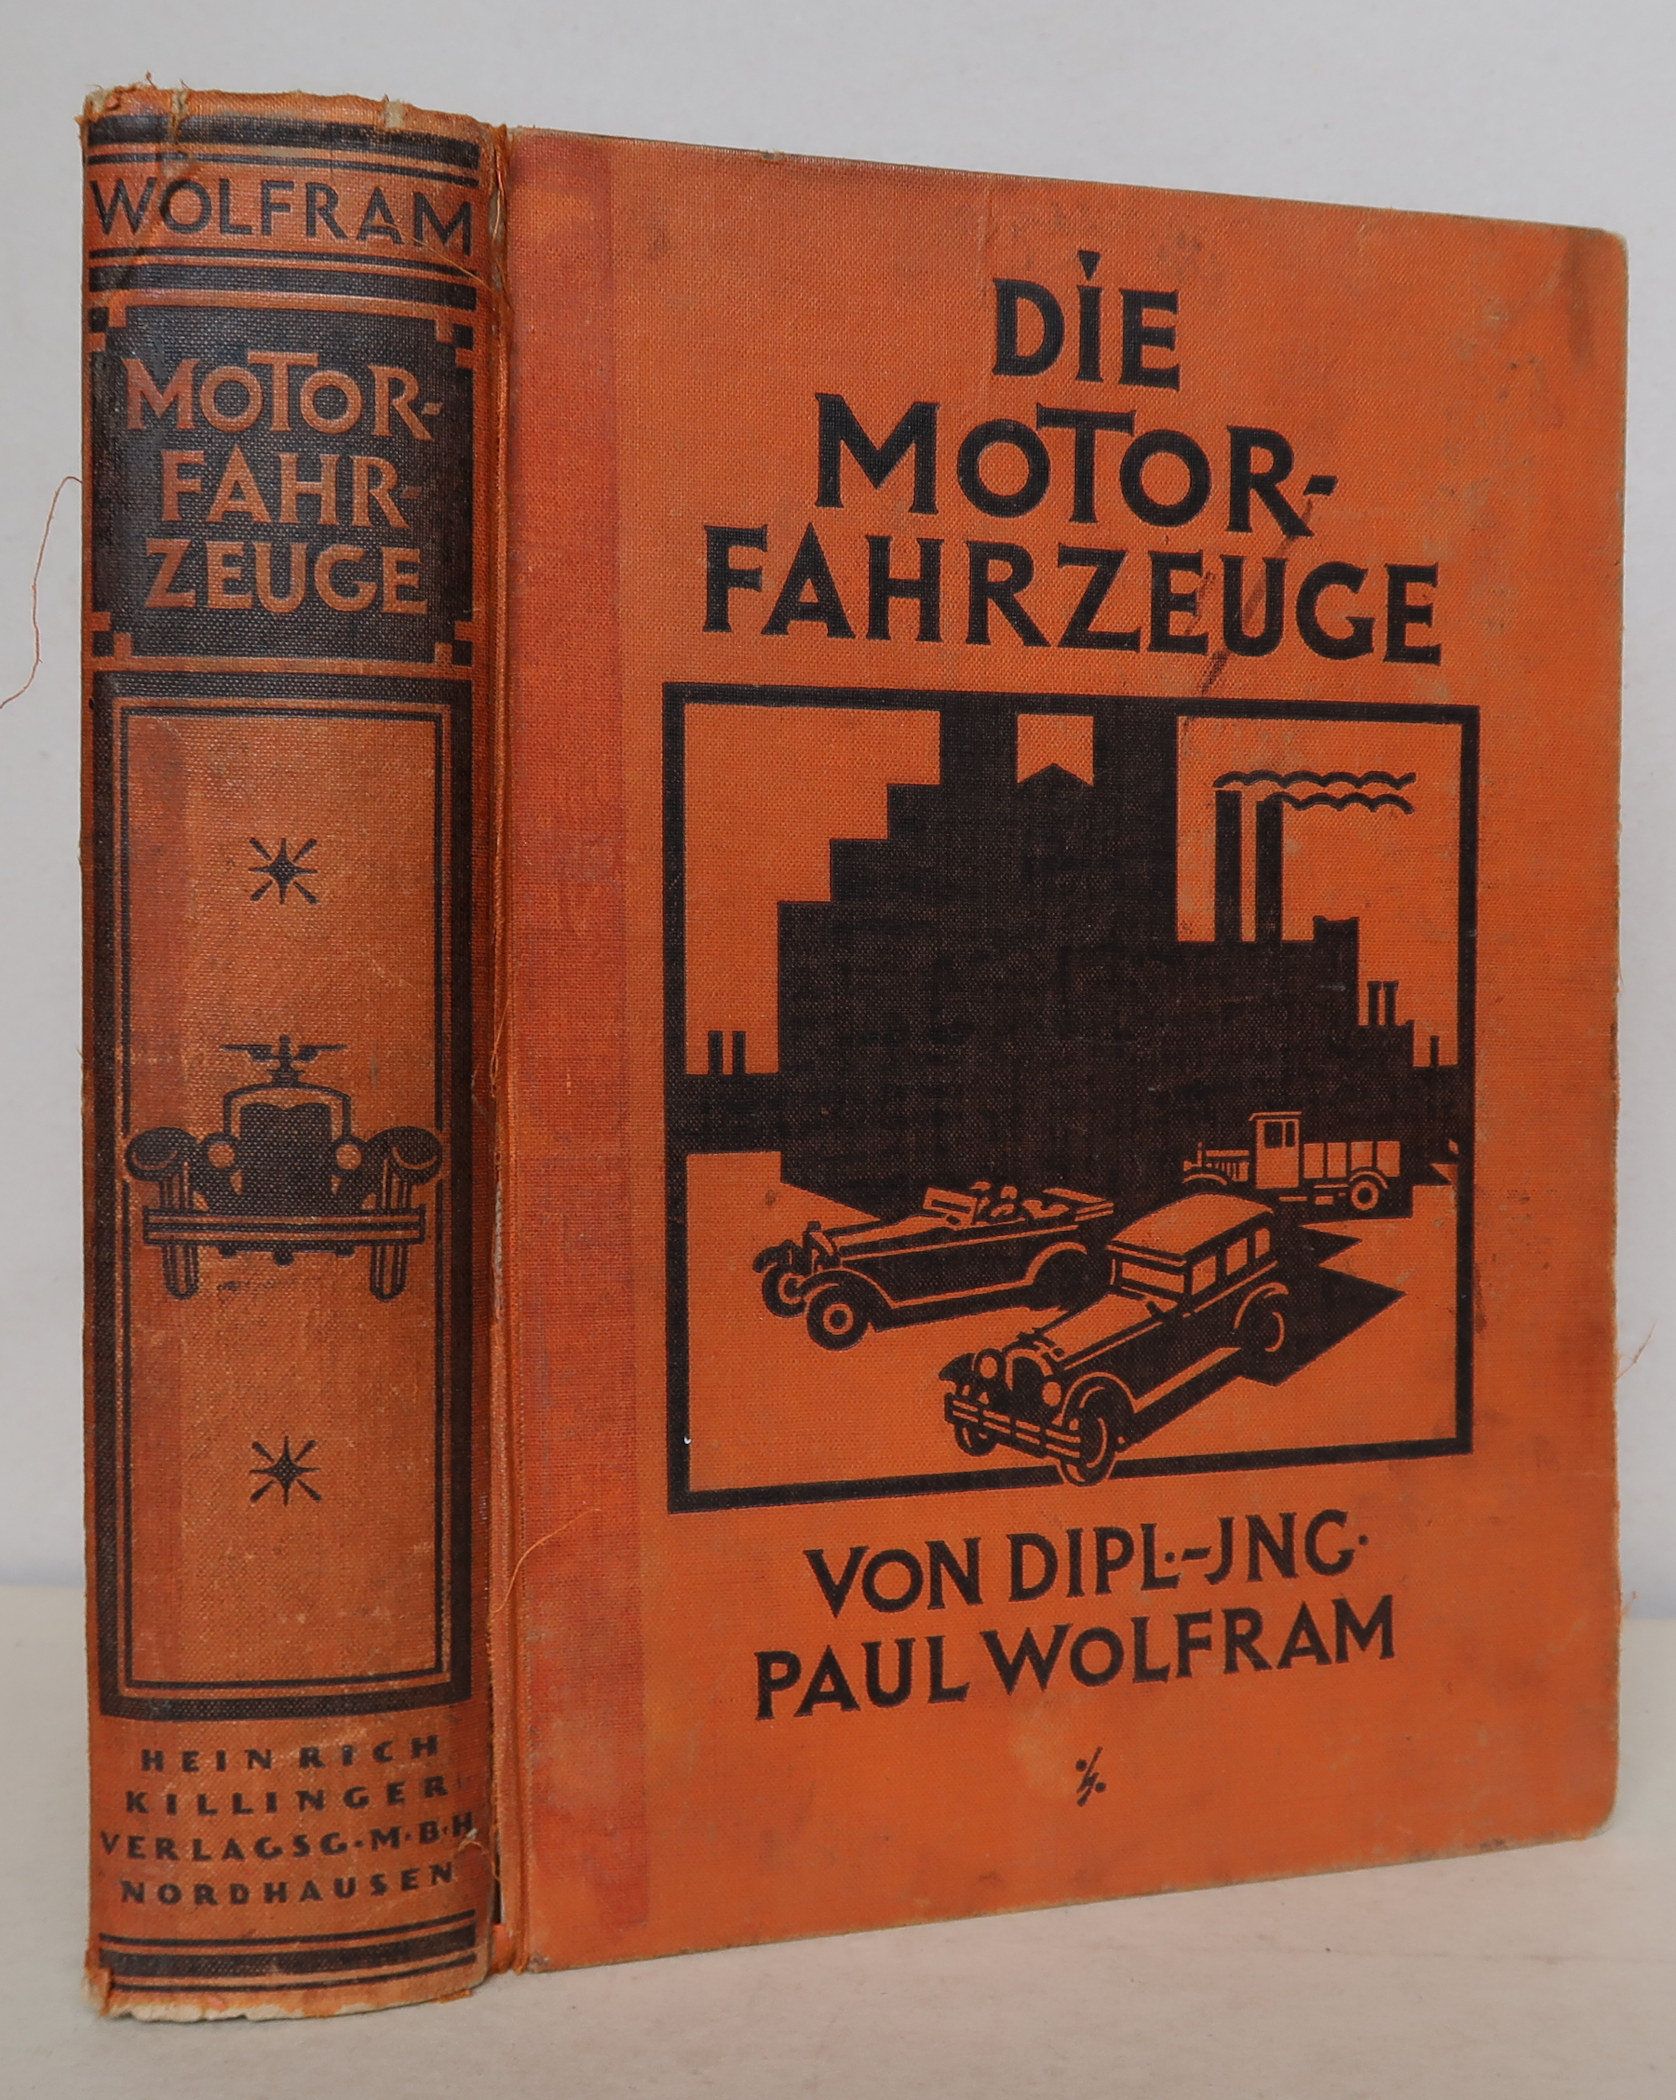 WOLFRAM
MOTOR-
FAHR-
ZEUGE
HEINRICH
KILLINGER
VERLAGSG·M·B·H
NORDHAUSEN
DIE
MOTOR-
FAHRZEUGE
VON DIPL.-JNG.
PAUL WOLFRAM